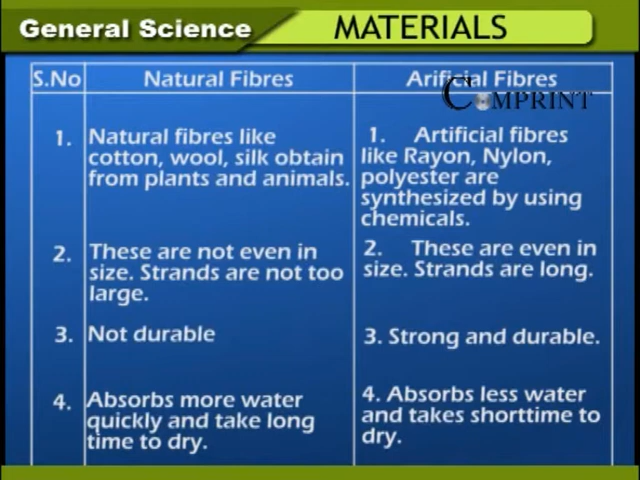 General Science
MATERIALS
S.No
Natural Fibres
Arificial Fibres
COMPRINT
1.
Natural fibres like
cotton, wool, silk obtain
from plants and animals.
1. Artificial fibres
like Rayon, Nylon,
polyester are
synthesized by using
chemicals.
2.
These are not even in
size. Strands are not too
large.
2. These are even in
size. Strands are long.
3.
Not durable
3. Strong and durable.
4.
Absorbs more water
quickly and take long
time to dry.
4. Absorbs less water
and takes shorttime to
dry.